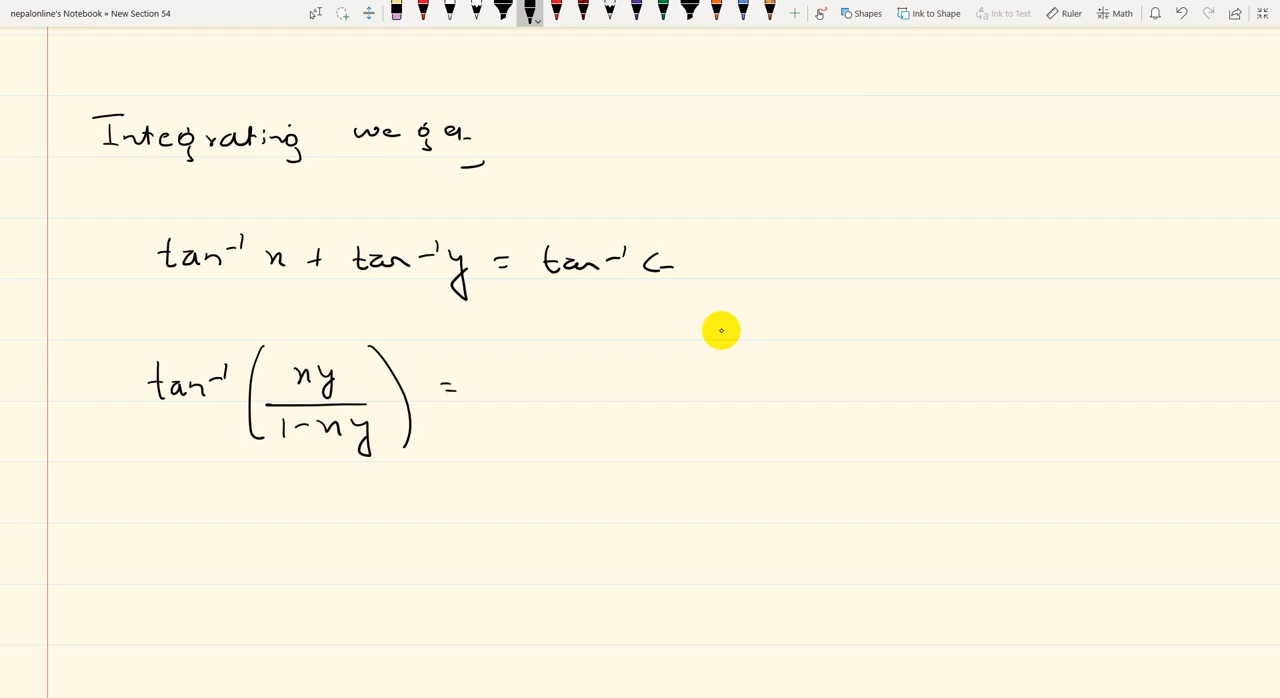 nepalonline's Notebook » New Section 54
Shapes Ink to Shape Ink to Text Ruler Math
Integrating we get
tan⁻¹ x + tan⁻¹ y = tan⁻¹ c
tan⁻¹ (xy / 1 - xy) =